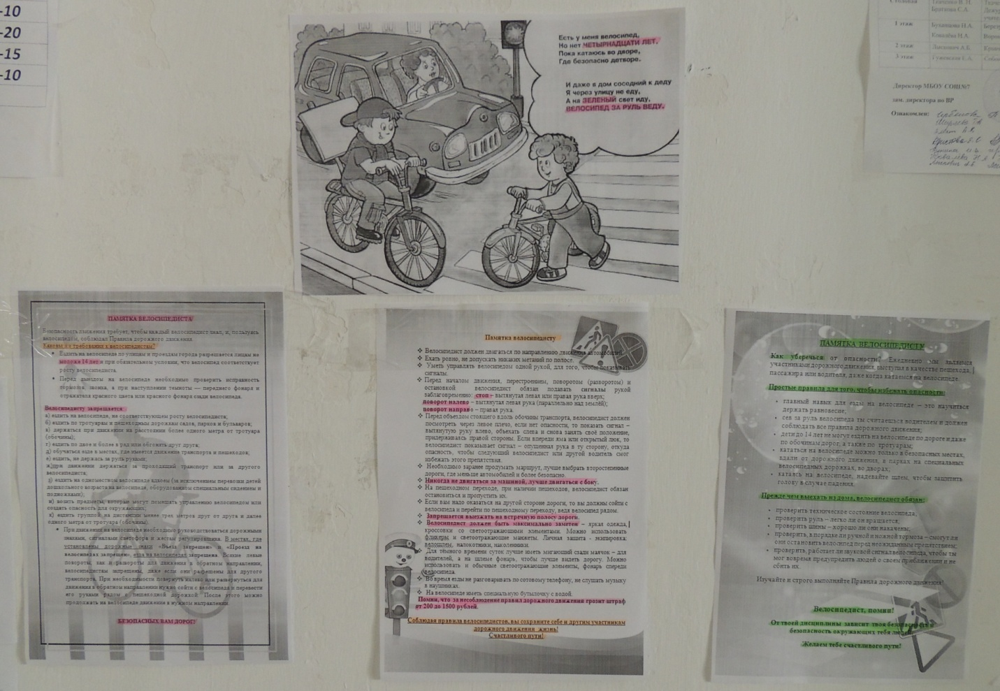 -10
-20
-15
-10
Есть у меня велосипед,
Но нет ЧЕТЫРНАДЦАТИ ЛЕТ.
Пока катаюсь во дворе,
Где безопасно детворе.
И даже в дом соседний к деду
Я через улицу не еду,
А на ЗЕЛЕНЫЙ свет иду,
ВЕЛОСИПЕД ЗА РУЛЬ ВЕДУ.
Столовая
Браткова С.А.
1 этаж
2 этаж
3 этаж
Директор МБОУ СОШ№7
зам. директора по ВР
Ознакомлен:
ПАМЯТКА ВЕЛОСИПЕДИСТА
Безопасность движения требует, чтобы каждый велосипедист знал, и, пользуясь
велосипедом, соблюдал Правила дорожного движения.
Каковы же требования к велосипедистам?
• Ездить на велосипеде по улицам и проездам города разрешается лицам не
моложе 14 лет и при обязательном условии, что велосипед соответствует
росту велосипедиста.
• Перед выездом на велосипеде необходимо проверить исправность
тормозов, звонка, а при наступлении темноты — переднего фонаря и
отражателя красного цвета или красного фонаря сзади велосипеда.
Велосипедисту запрещается:
а) ездить на велосипеде, не соответствующем росту велосипедиста;
б) ездить по тротуарам и пешеходным дорожкам садов, парков и бульваров;
в) держаться при движении на расстоянии более одного метра от тротуара
(обочины);
г) ездить по двое и более в ряд или обгонять друг друга;
д) обучаться езде в местах, где имеется движение транспорта и пешеходов;
е) ездить, не держась за руль руками;
ж)при движении держаться за проходящий транспорт или за другого
велосипедиста;
з) ездить на одноместном велосипеде вдвоем (за исключением перевозки детей
дошкольного возраста на велосипеде, оборудованном специальным сидением и
подножками);
и) возить предметы, которые могут помешать управлению велосипедом или
создать опасность для окружающих;
к) ездить группой на дистанции менее трех метров друг от друга и далее
одного метра от тротуара (обочины).
• При движении на велосипеде необходимо руководствоваться дорожными
знаками, сигналами светофора и жестами регулировщика. В местах, где
установлены дорожные знаки «Въезд запрещен» и «Проезд на
велосипедах запрещен», езда на велосипедах запрещена. Всякие левые
повороты, как и развороты для движения в обратном направлении,
велосипедистам запрещены, даже если они разрешены для другого
транспорта. При необходимости повернуть налево или развернуться для
движения в обратном направлении нужно сойти с велосипеда и перевести
его руками рядом с пешеходной дорожкой. После этого можно
продолжать на велосипеде движение в нужном направлении.
БЕЗОПАСНЫХ ВАМ ДОРОГ!
Памятка велосипедисту
❖ Велосипедист должен двигаться по направлению движения автомобилей.
❖ Ехать ровно, не допускать никаких метаний по полосе.
❖ Уметь управлять велосипедом одной рукой, для того, чтобы показывать
сигналы.
❖ Перед началом движения, перестроением, поворотом (разворотом) и
остановкой велосипедист обязан подавать сигналы рукой
заблаговременно: стоп – вытянутая левая или правая рука вверх;
поворот налево – вытянутая левая рука (параллельно над землёй);
поворот направо – правая рука.
❖ Перед объездом стоящего вдоль обочины транспорта, велосипедист должен
посмотреть через левое плечо, если нет опасности, то показать сигнал –
вытянутую руку влево, объехать слева и снова занять своё положение,
придерживаясь правой стороны. Если впереди яма или открытый люк, то
велосипедист показывает сигнал – опущенная рука в ту сторону, откуда
опасность, чтобы следующий велосипедист или другой водитель смог
избежать этого препятствия.
❖ Необходимо заранее продумать маршрут, лучше выбрать второстепенные
дороги, где меньше автомобилей и более безопасно.
❖ Никогда не двигаться за машиной, лучше двигаться с боку.
❖ На пешеходном переходе, при наличии пешеходов, велосипедист обязан
остановиться и пропустить их.
❖ Если вам надо оказаться на другой стороне дороги, то вы должны сойти с
велосипеда и перейти по пешеходному переходу, ведя велосипед рядом.
❖ Запрещается выезжать на встречную полосу дороги.
❖ Велосипедист должен быть максимально заметен – яркая одежда,
кроссовки со светоотражающими элементами. Можно использовать
фликеры и светоотражающие манжеты. Личная защита - экипировка:
велошлем, налокотники, наколенники.
❖ Для тёмного времени суток лучше иметь мигающий сзади маячок – для
водителей, а на шлеме фонарь, чтобы лучше видеть дорогу. Можно
использовать и обычные светоотражающие элементы, фонарь спереди
велосипеда.
❖ Во время езды не разговаривать по сотовому телефону, не слушать музыку
в наушниках.
❖ На велосипеде иметь специальную бутылочку с водой.
Помни, что за несоблюдение правил дорожного движения грозит штраф
от 200 до 1500 рублей.
Соблюдая правила велосипедистов, вы сохраните себе и другим участникам
дорожного движения жизнь!
Счастливого пути!
ПАМЯТКА ВЕЛОСИПЕДИСТУ
Как уберечься от опасности? Ежедневно мы являемся
участниками дорожного движения, выступая в качестве пешехода,
пассажира или водителя, даже когда катаемся на велосипеде.
Простые правила для того, чтобы избежать опасности:
• главный навык для езды на велосипеде – это научиться
держать равновесие;
• сев за руль велосипеда ты считаешься водителем и должен
соблюдать все правила дорожного движения;
• дети до 14 лет не могут ездить на велосипеде по дороге и даже
по обочинам дорог, а также по тротуарам;
• кататься на велосипеде можно только в безопасных местах,
вдали от дорожного движения, в парках на специальных
велосипедных дорожках, во дворах;
• катаясь на велосипеде, надевайте шлем, чтобы защитить
голову в случае падения.
Прежде чем выехать из дома, велосипедист обязан:
• проверить техническое состояние велосипеда;
• проверить руль – легко ли он вращается;
• проверить шины – хорошо ли они накачены;
• проверить, в порядке ли ручной и ножной тормоза – смогут ли
они остановить велосипед перед неожиданным препятствием;
• проверить, работает ли звуковой сигнал велосипеда, чтобы ты
мог вовремя предупредить людей о своем приближении и не
сбить их.
Изучайте и строго выполняйте Правила дорожного движения!
Велосипедист, помни!
От твоей дисциплины зависит твоя безопасность и
безопасность окружающих тебя людей.
Желаем тебе счастливого пути!